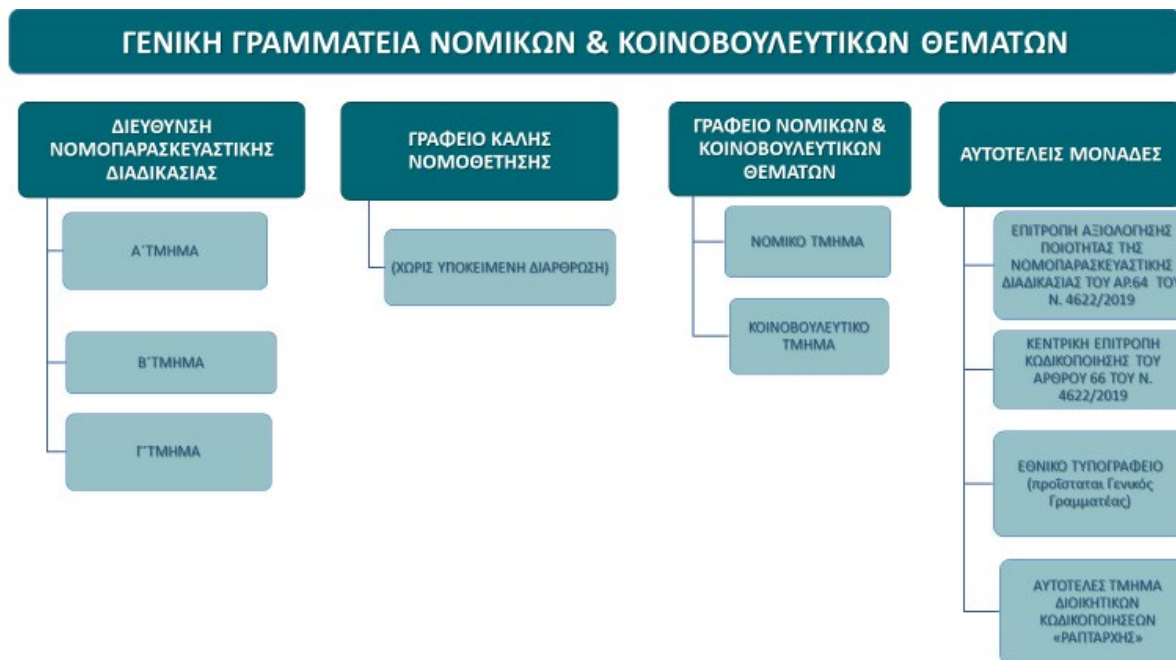 ΓΕΝΙΚΗ ΓΡΑΜΜΑΤΕΙΑ ΝΟΜΙΚΩΝ & ΚΟΙΝΟΒΟΥΛΕΥΤΙΚΩΝ ΘΕΜΑΤΩΝ
ΔΙΕΥΘΥΝΣΗ
ΝΟΜΟΠΑΡΑΣΚΕΥΑΣΤΙΚΗΣ
ΔΙΑΔΙΚΑΣΙΑΣ
Α΄ΤΜΗΜΑ
Β΄ΤΜΗΜΑ
Γ΄ΤΜΗΜΑ
ΓΡΑΦΕΙΟ ΚΑΛΗΣ
ΝΟΜΟΘΕΤΗΣΗΣ
(ΧΩΡΙΣ ΥΠΟΚΕΙΜΕΝΗ ΔΙΑΡΘΡΩΣΗ)
ΓΡΑΦΕΙΟ ΝΟΜΙΚΩΝ &
ΚΟΙΝΟΒΟΥΛΕΥΤΙΚΩΝ
ΘΕΜΑΤΩΝ
ΝΟΜΙΚΟ ΤΜΗΜΑ
ΚΟΙΝΟΒΟΥΛΕΥΤΙΚΟ
ΤΜΗΜΑ
ΑΥΤΟΤΕΛΕΙΣ ΜΟΝΑΔΕΣ
ΕΠΙΤΡΟΠΗ ΑΞΙΟΛΟΓΗΣΗΣ
ΠΟΙΟΤΗΤΑΣ ΤΗΣ
ΝΟΜΟΠΑΡΑΣΚΕΥΑΣΤΙΚΗΣ
ΔΙΑΔΙΚΑΣΙΑΣ ΤΟΥ ΑΡ.64 ΤΟΥ
Ν. 4622/2019
ΚΕΝΤΡΙΚΗ ΕΠΙΤΡΟΠΗ
ΚΩΔΙΚΟΠΟΙΗΣΗΣ ΤΟΥ
ΑΡΘΡΟΥ 66 ΤΟΥ Ν.
4622/2019
ΕΘΝΙΚΟ ΤΥΠΟΓΡΑΦΕΙΟ
(προΐσταται Γενικός
Γραμματέας)
ΑΥΤΟΤΕΛΕΣ ΤΜΗΜΑ
ΔΙΟΙΚΗΤΙΚΩΝ
ΚΩΔΙΚΟΠΟΙΗΣΕΩΝ
«ΡΑΠΤΑΡΧΗΣ»